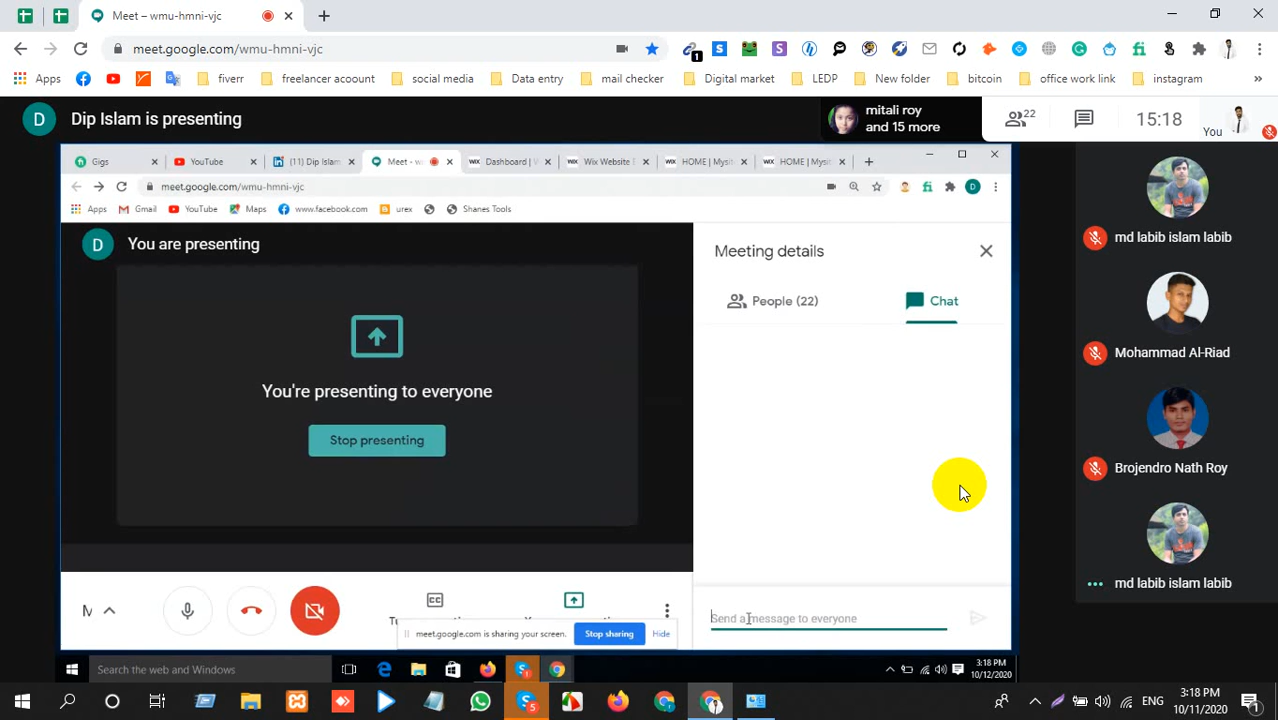 Meet – wmu-hmni-vjc
meet.google.com/wmu-hmni-vjc
1
Apps
fiverr
freelancer acoount
social media
Data entry
mail checker
Digital market
LEDP
New folder
bitcoin
office work link
instagram
D
Dip Islam is presenting
mitali roy
and 15 more
22
15:18
You
Gigs
YouTube
(11) Dip Islam
Meet - w
Dashboard | W
Wix Website E
HOME | Mysit
HOME | Mysit
meet.google.com/wmu-hmni-vjc
D
Apps
Gmail
YouTube
Maps
www.facebook.com
urex
Shanes Tools
D
You are presenting
You're presenting to everyone
Stop presenting
Meeting details
People (22)
Chat
Send a message to everyone
CC
meet.google.com is sharing your screen.
Stop sharing
Hide
Search the web and Windows
3:18 PM
10/12/2020
md labib islam labib
Mohammad Al-Riad
Brojendro Nath Roy
md labib islam labib
5
ENG
3:18 PM
10/11/2020
1